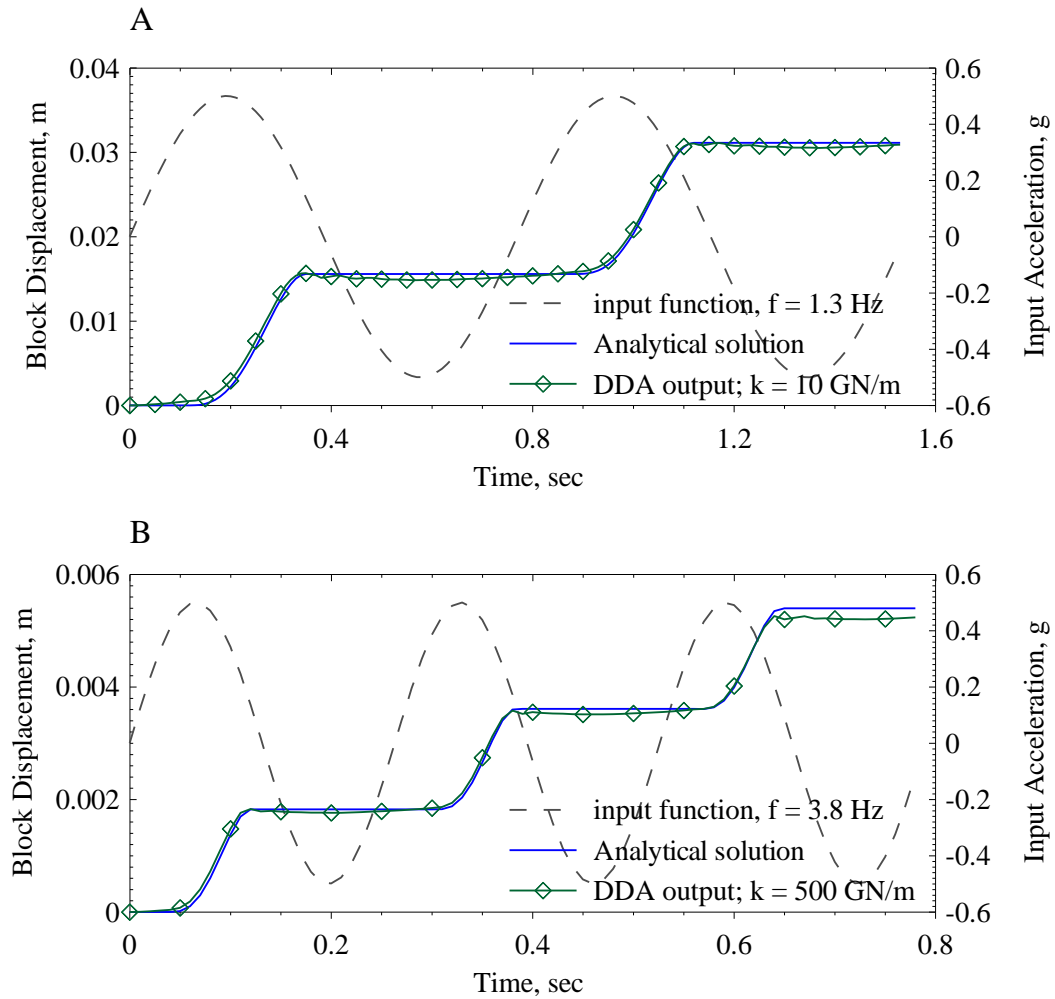 A
0.04
0.03
0.02
0.01
0
Block Displacement, m
0.6
0.4
0.2
0
-0.2
-0.4
-0.6
Input Acceleration, g
input function, f = 1.3 Hz
Analytical solution
DDA output; k = 10 GN/m
0 0.4 0.8 1.2 1.6
Time, sec
B
0.006
0.004
0.002
0
Block Displacement, m
0.6
0.4
0.2
0
-0.2
-0.4
-0.6
Input Acceleration, g
input function, f = 3.8 Hz
Analytical solution
DDA output; k = 500 GN/m
0 0.2 0.4 0.6 0.8
Time, sec